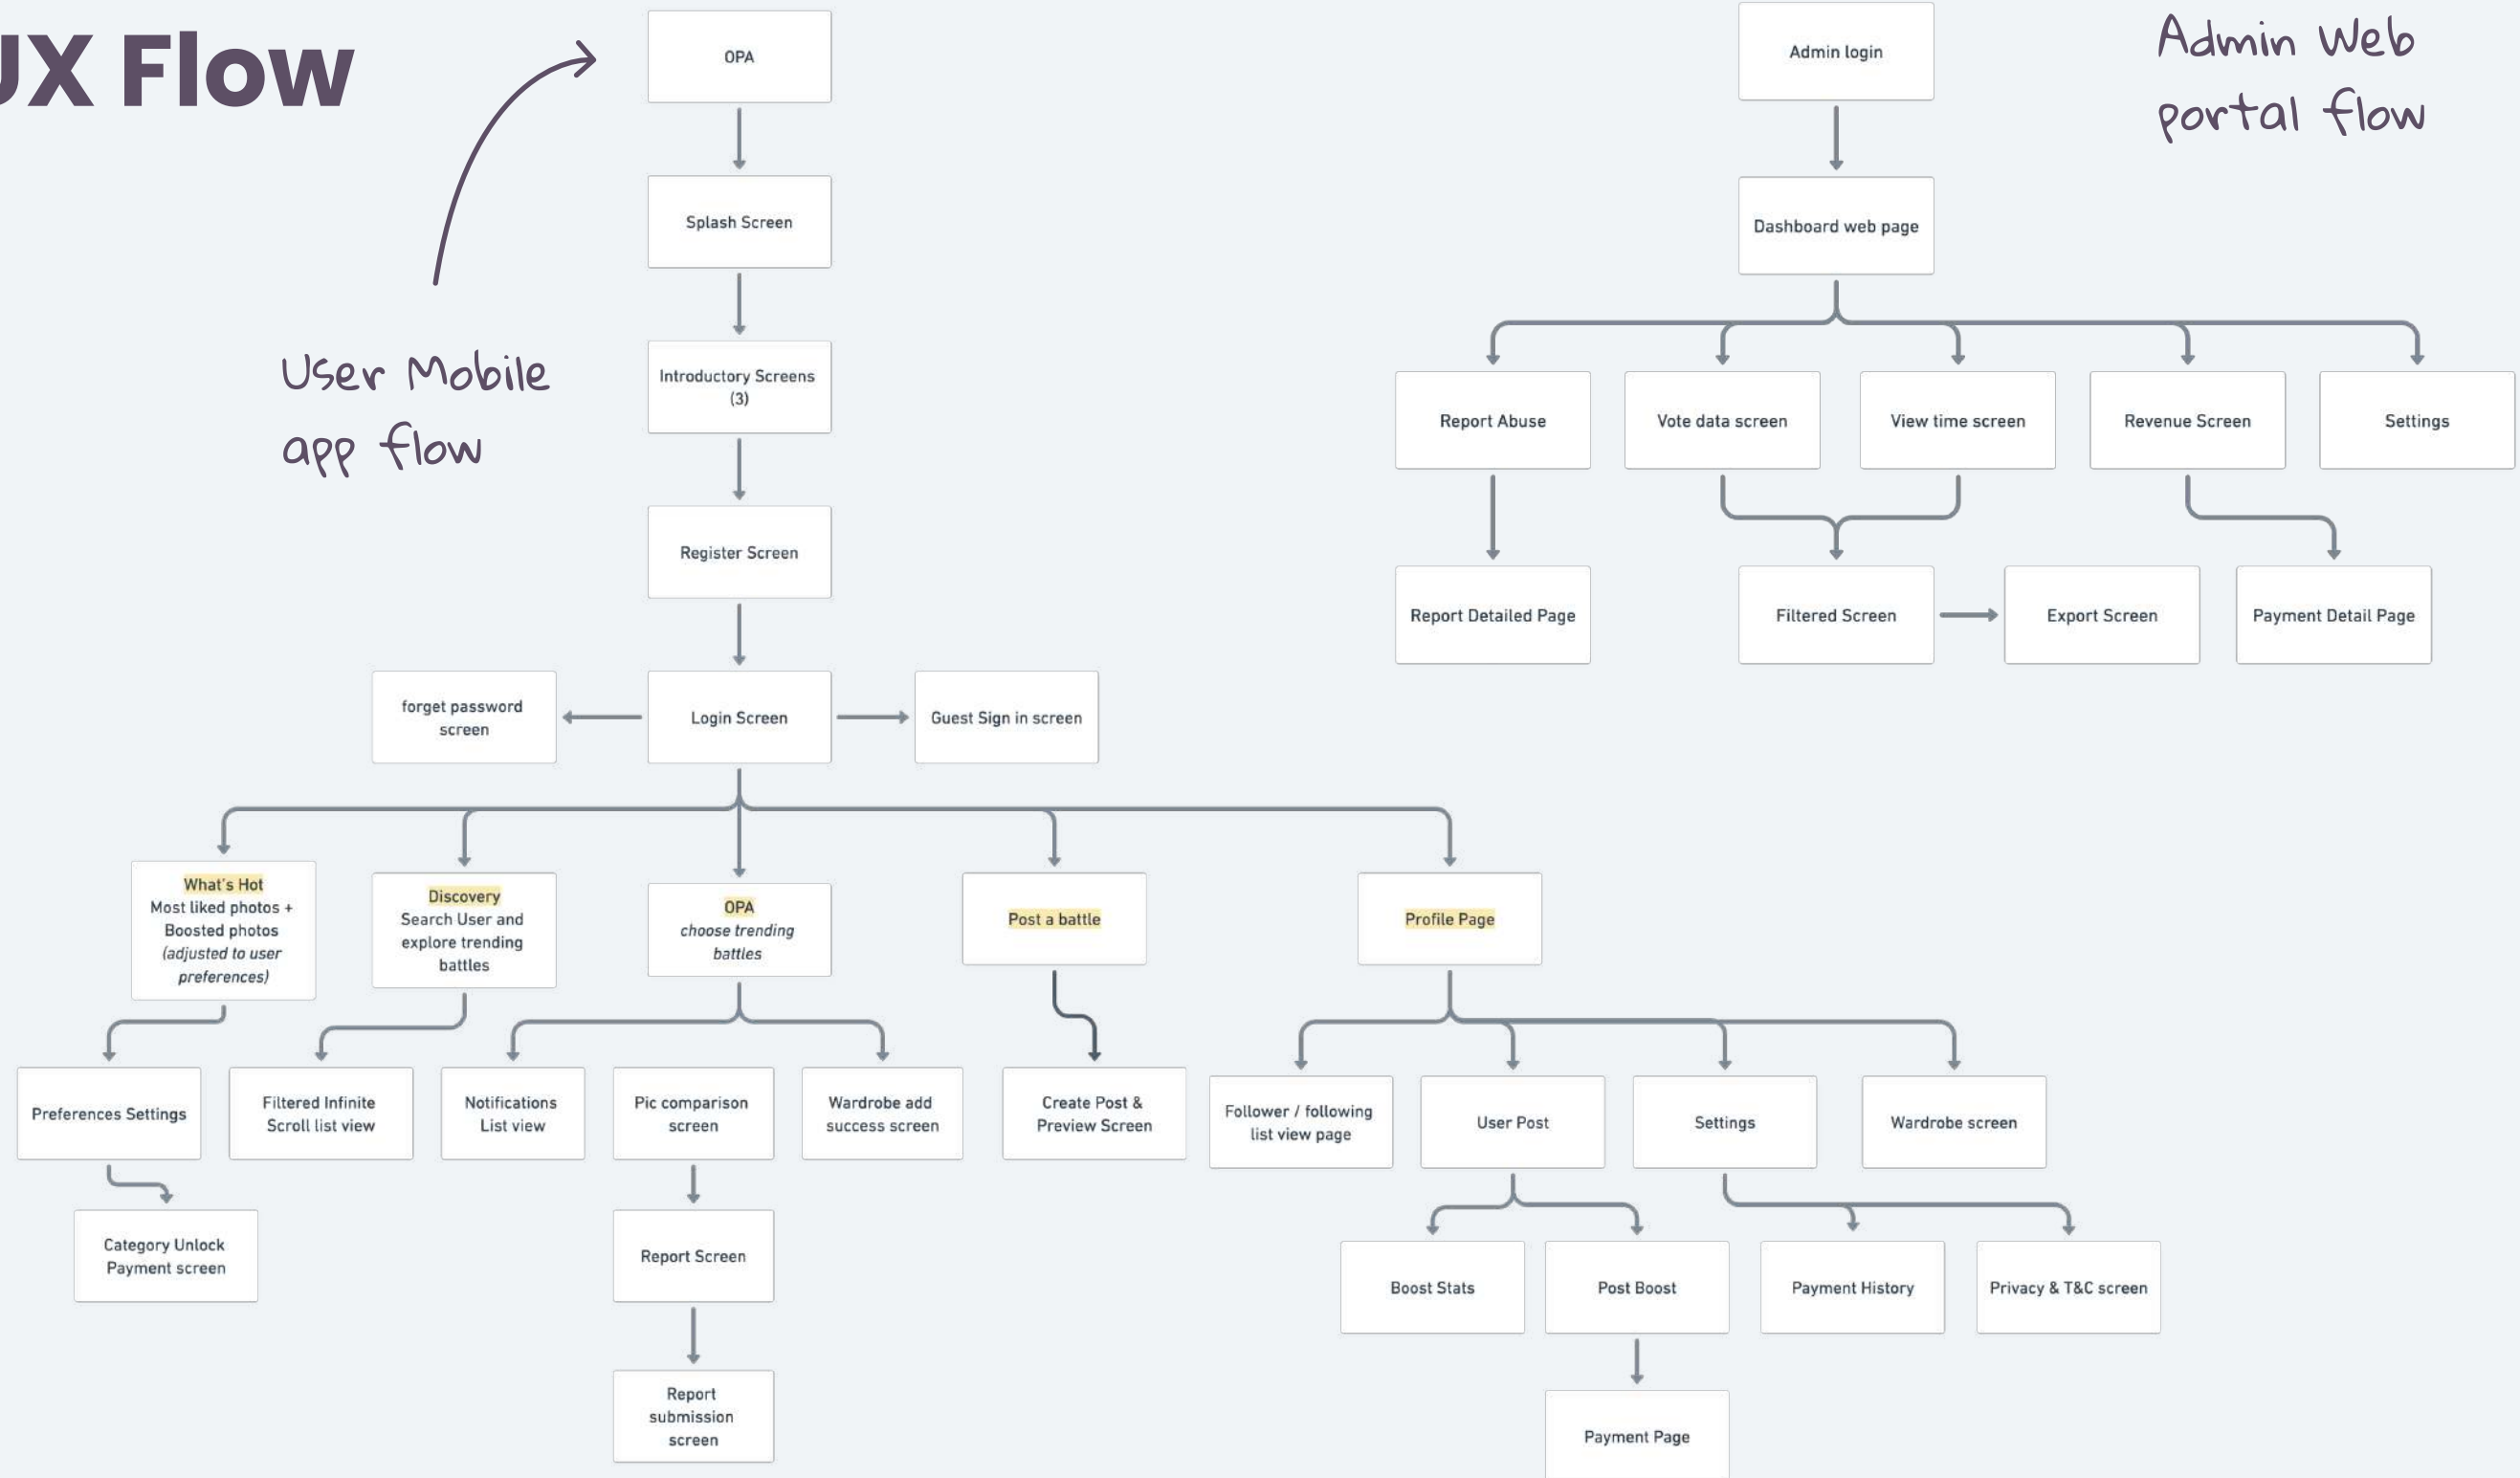 UX Flow
User Mobile
app flow
OPA
Splash Screen
Introductory Screens
(3)
Register Screen
forget password
screen
Login Screen
Guest Sign in screen
What's Hot
Most liked photos +
Boosted photos
(adjusted to user
preferences)
Discovery
Search User and
explore trending
battles
OPA
choose trending
battles
Post a battle
Profile Page
Preferences Settings
Filtered Infinite
Scroll list view
Notifications
List view
Pic comparison
screen
Wardrobe add
success screen
Create Post &
Preview Screen
Follower / following
list view page
User Post
Settings
Wardrobe screen
Category Unlock
Payment screen
Report Screen
Boost Stats
Post Boost
Payment History
Privacy & T&C screen
Report
submission
screen
Payment Page
Admin Web
portal flow
Admin login
Dashboard web page
Report Abuse
Vote data screen
View time screen
Revenue Screen
Settings
Report Detailed Page
Filtered Screen
Export Screen
Payment Detail Page